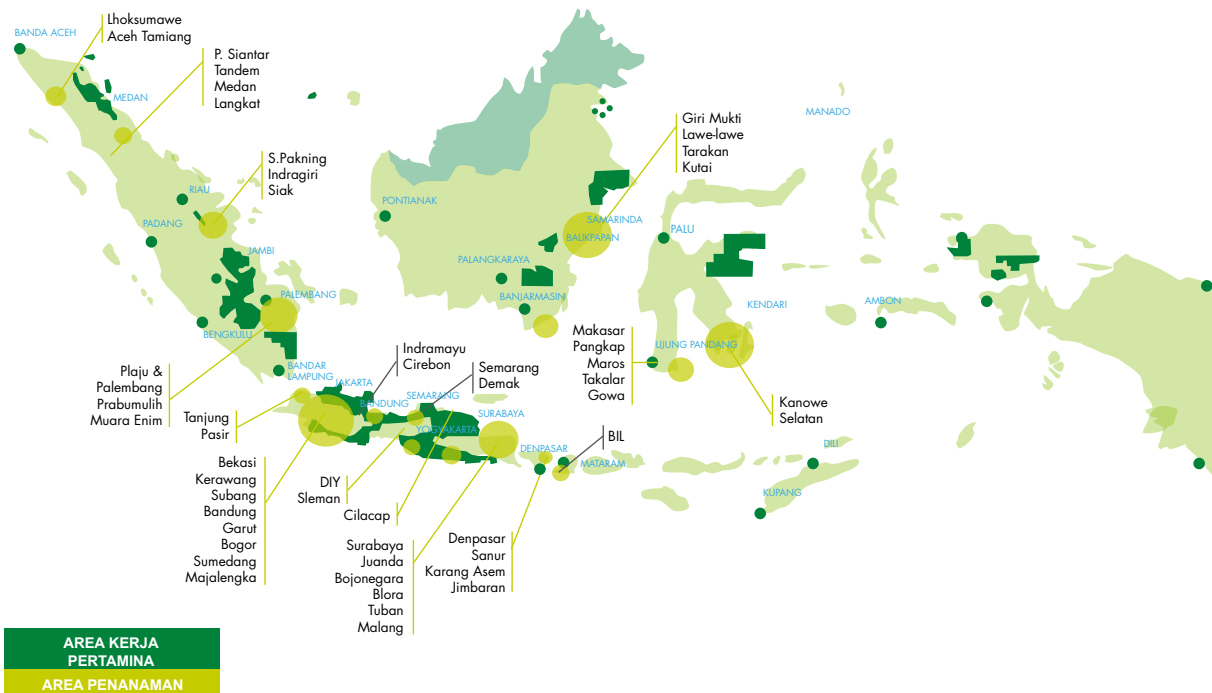 Lhoksumawe
Aceh Tamiang
BANDA ACEH
P. Siantar
Tandem
Medan
Langkat
MEDAN
S.Pakning
Indragiri
Siak
RIAU
PADANG
JAMBI
PALEMBANG
BENGKULU
BANDAR
LAMPUNG
Plaju &
Palembang
Prabumulih
Muara Enim
Tanjung
Pasir
JAKARTA
Indramayu
Cirebon
BANDUNG
SEMARANG
Semarang
Demak
YOGYAKARTA
SURABAYA
Bekasi
Kerawang
Subang
Bandung
Garut
Bogor
Sumedang
Majalengka
DIY
Sleman
Cilacap
Surabaya
Juanda
Bojonegara
Blora
Tuban
Malang
DENPASAR
Denpasar
Sanur
Karang Asem
Jimbaran
BIL
MATARAM
PONTIANAK
PALANGKARAYA
BANJARMASIN
SAMARINDA
BALIKPAPAN
Giri Mukti
Lawe-lawe
Tarakan
Kutai
MANADO
PALU
KENDARI
UJUNG PANDANG
Makasar
Pangkap
Maros
Takalar
Gowa
Kanowe
Selatan
AMBON
DILI
KUPANG
AREA KERJA
PERTAMINA
AREA PENANAMAN